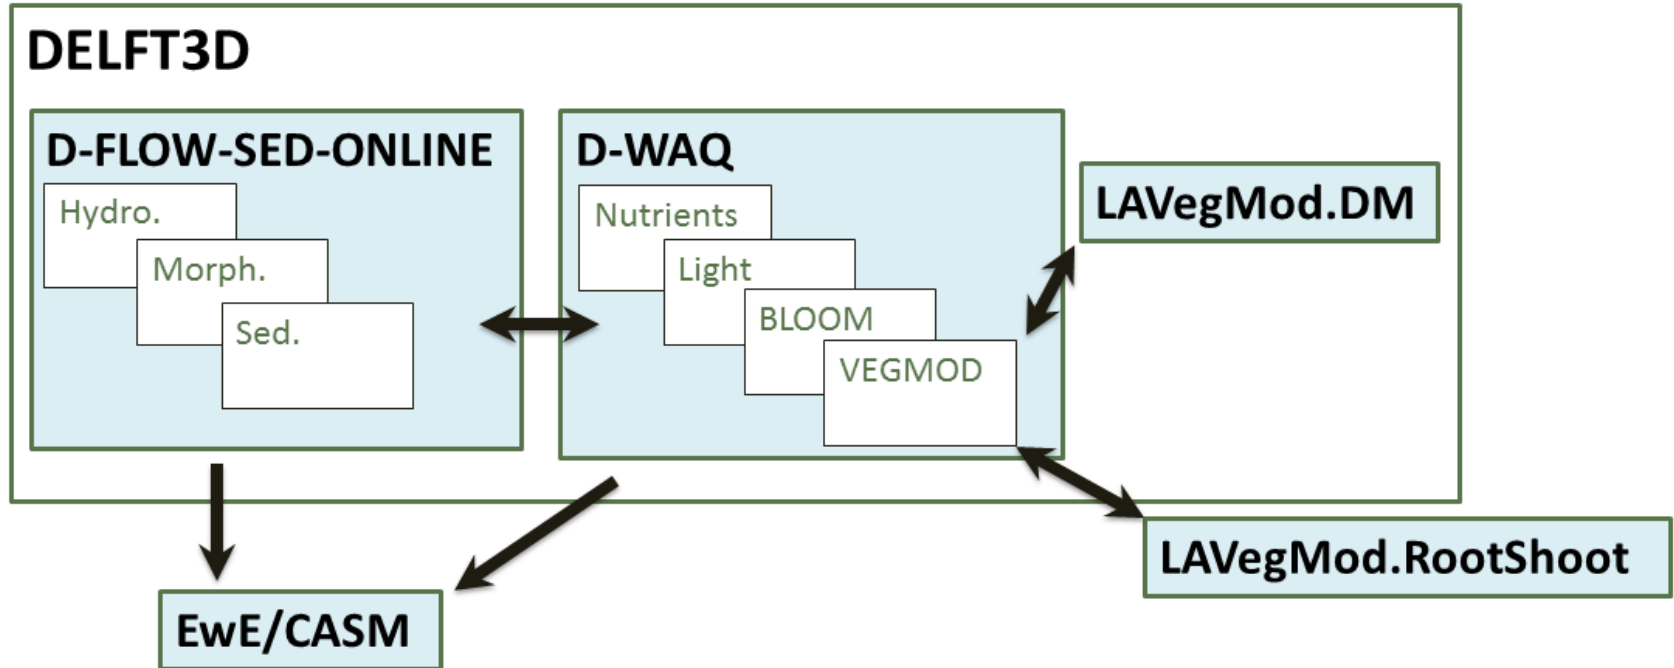 DELFT3D
D-FLOW-SED-ONLINE
Hydro.
Morph.
Sed.
D-WAQ
Nutrients
Light
BLOOM
VEGMOD
LAVegMod.DM
LAVegMod.RootShoot
EwE/CASM